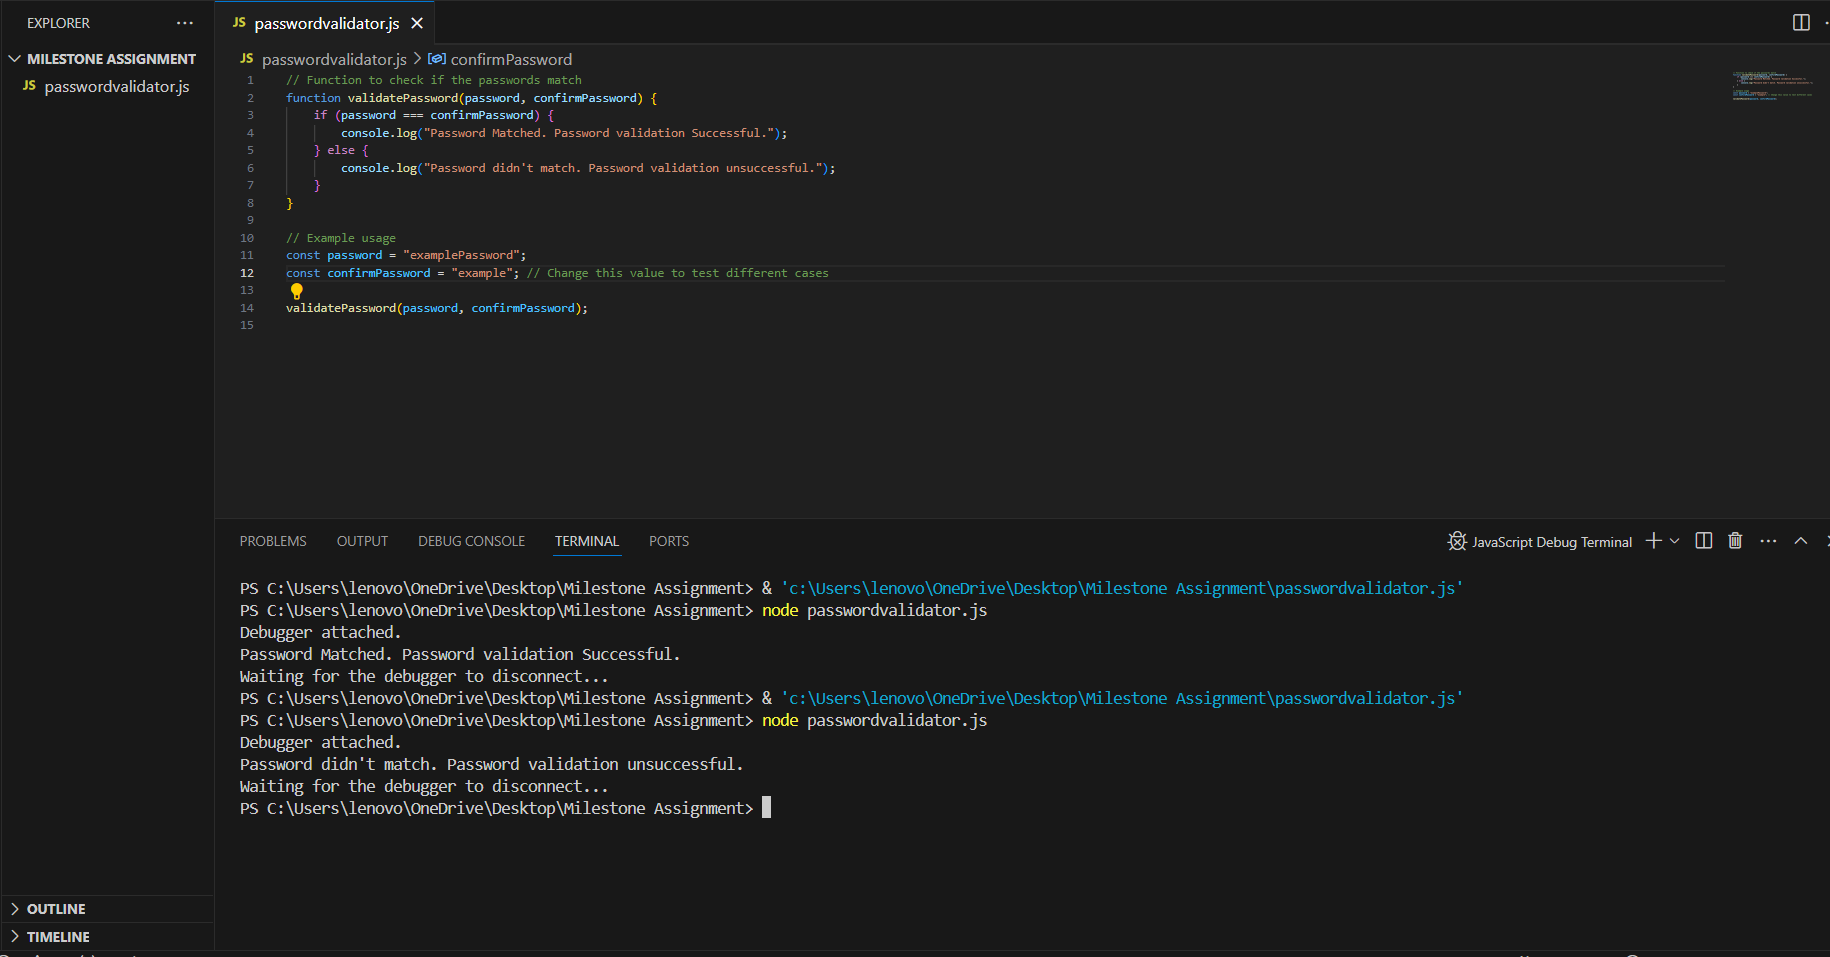 EXPLORER
MILESTONE ASSIGNMENT
JS passwordvalidator.js
OUTLINE
TIMELINE
JS passwordvalidator.js
JS passwordvalidator.js > confirmPassword
1 // Function to check if the passwords match
2 function validatePassword(password, confirmPassword) {
3 if (password === confirmPassword) {
4 console.log("Password Matched. Password validation Successful.");
5 } else {
6 console.log("Password didn't match. Password validation unsuccessful.");
7 }
8 }
9
10 // Example usage
11 const password = "examplePassword";
12 const confirmPassword = "example"; // Change this value to test different cases
13
14 validatePassword(password, confirmPassword);
15
PROBLEMS OUTPUT DEBUG CONSOLE TERMINAL PORTS JavaScript Debug Terminal
PS C:\Users\lenovo\OneDrive\Desktop\Milestone Assignment> & 'c:\Users\lenovo\OneDrive\Desktop\Milestone Assignment\passwordvalidator.js'
PS C:\Users\lenovo\OneDrive\Desktop\Milestone Assignment> node passwordvalidator.js
Debugger attached.
Password Matched. Password validation Successful.
Waiting for the debugger to disconnect...
PS C:\Users\lenovo\OneDrive\Desktop\Milestone Assignment> & 'c:\Users\lenovo\OneDrive\Desktop\Milestone Assignment\passwordvalidator.js'
PS C:\Users\lenovo\OneDrive\Desktop\Milestone Assignment> node passwordvalidator.js
Debugger attached.
Password didn't match. Password validation unsuccessful.
Waiting for the debugger to disconnect...
PS C:\Users\lenovo\OneDrive\Desktop\Milestone Assignment>